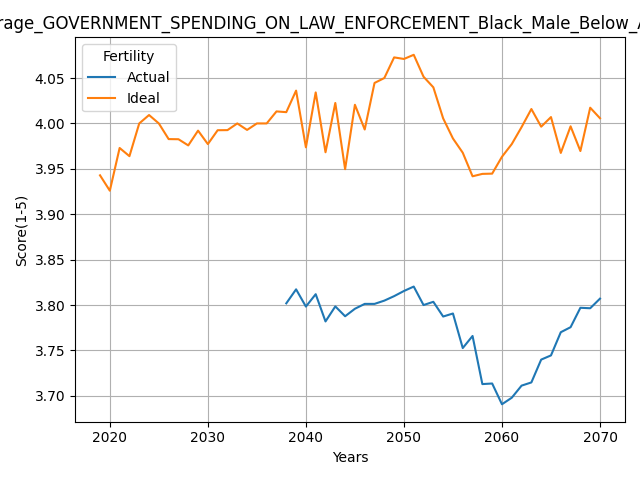 rage_GOVERNMENT_SPENDING_ON_LAW_ENFORCEMENT_Black_Male_Below_A
Fertility
Actual
Ideal
4.05
4.00
3.95
3.90
3.85
3.80
3.75
3.70
Score(1-5)
2020 2030 2040 2050 2060 2070
Years